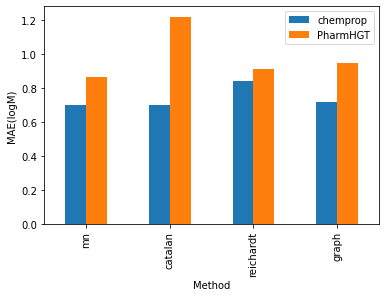 chemprop
PharmHGT
MAE(logM)
1.2
1.0
0.8
0.6
0.4
0.2
0.0
mn
catalan
reichardt
graph
Method